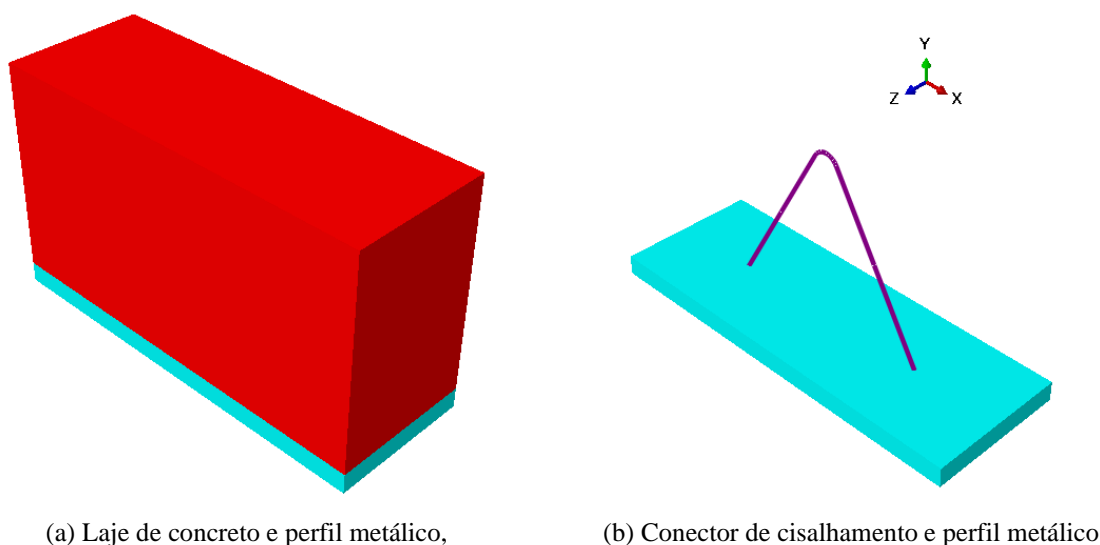 Y
Z
X
(a) Laje de concreto e perfil metálico,
(b) Conector de cisalhamento e perfil metálico